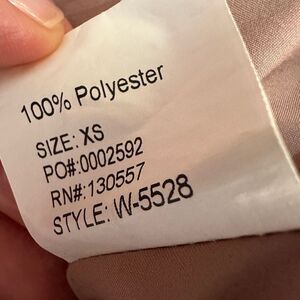 100% Polyester
SIZE: XS
PO#:0002592
RN#:130557
STYLE: W-5528